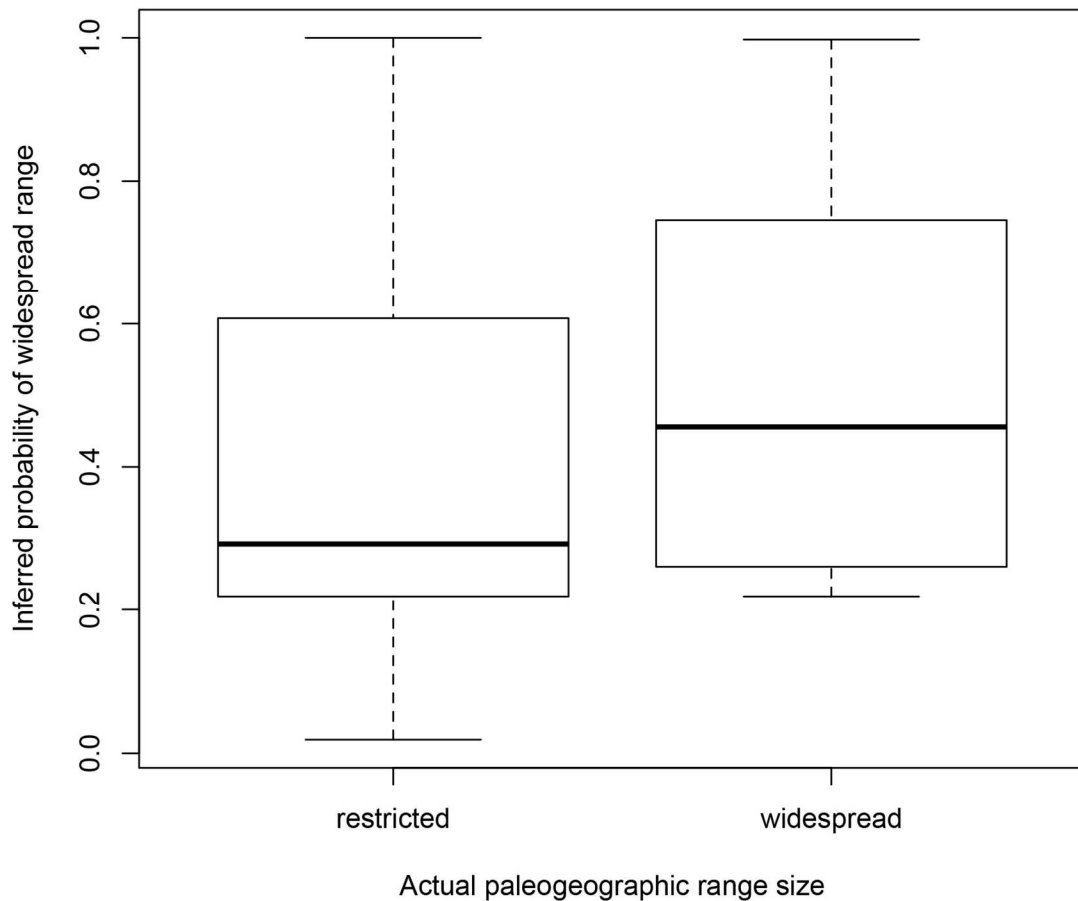 Inferred probability of widespread range
1.0
0.8
0.6
0.4
0.2
0.0
restricted
widespread
Actual paleogeographic range size